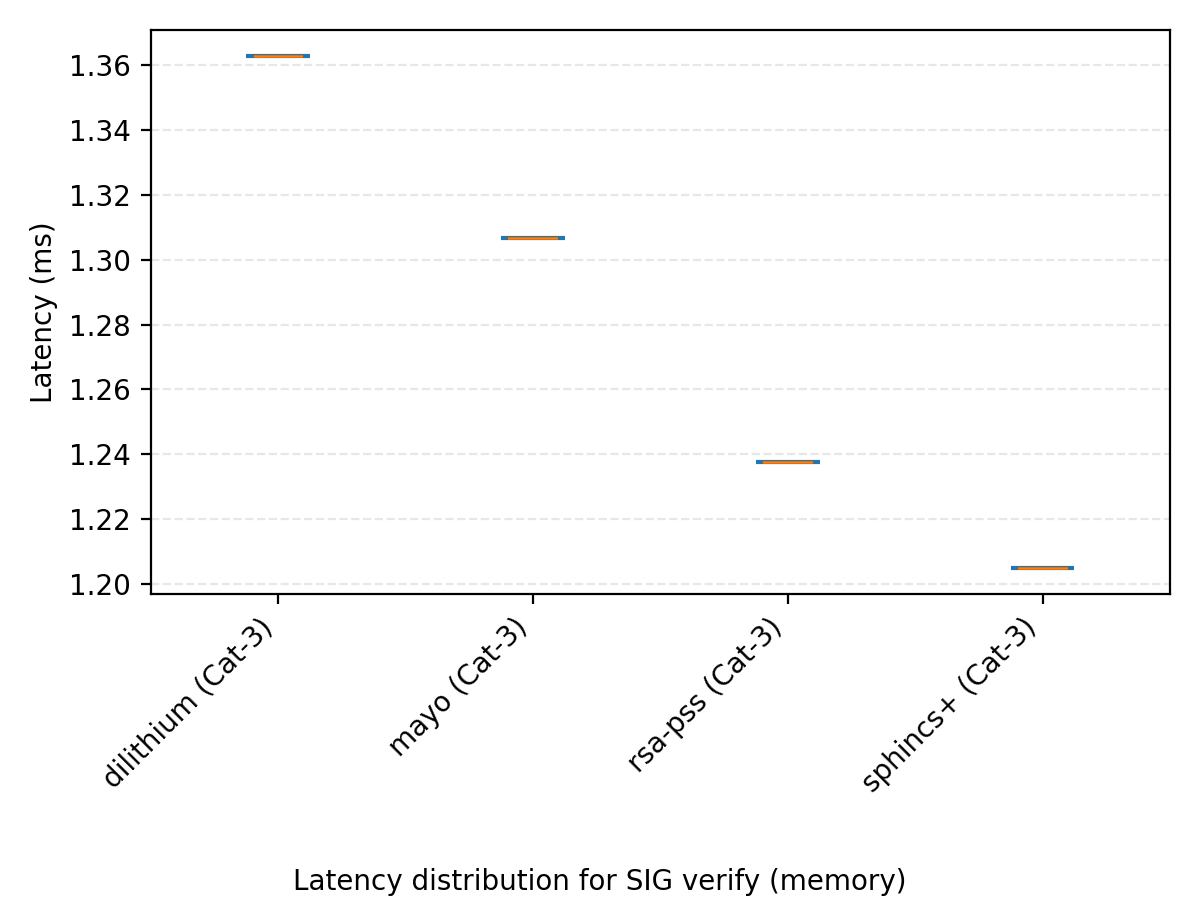 Latency (ms)
1.36
1.34
1.32
1.30
1.28
1.26
1.24
1.22
1.20
dilithium (Cat-3)
mayo (Cat-3)
rsa-pss (Cat-3)
sphincs+ (Cat-3)
Latency distribution for SIG verify (memory)